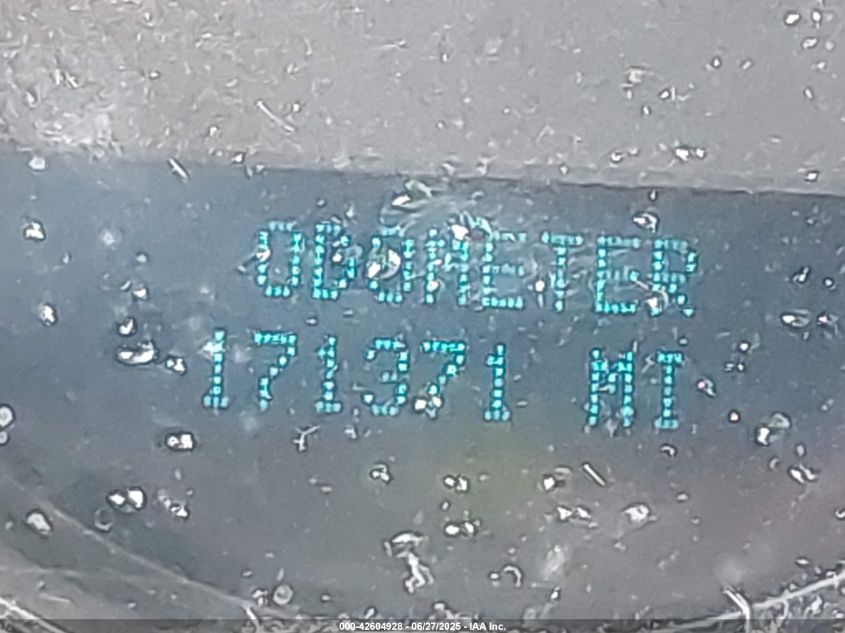 ODOMETER
171371 MI
000-42604928 - 06/27/2025 - IAA Inc.